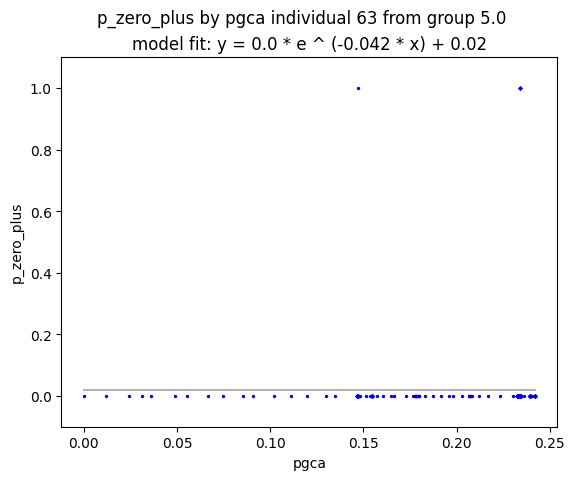 p_zero_plus by pgca individual 63 from group 5.0
model fit: y = 0.0 * e ^ (-0.042 * x) + 0.02
1.0
0.8
0.6
0.4
0.2
0.0
p_zero_plus
0.00 0.05 0.10 0.15 0.20 0.25
pgca